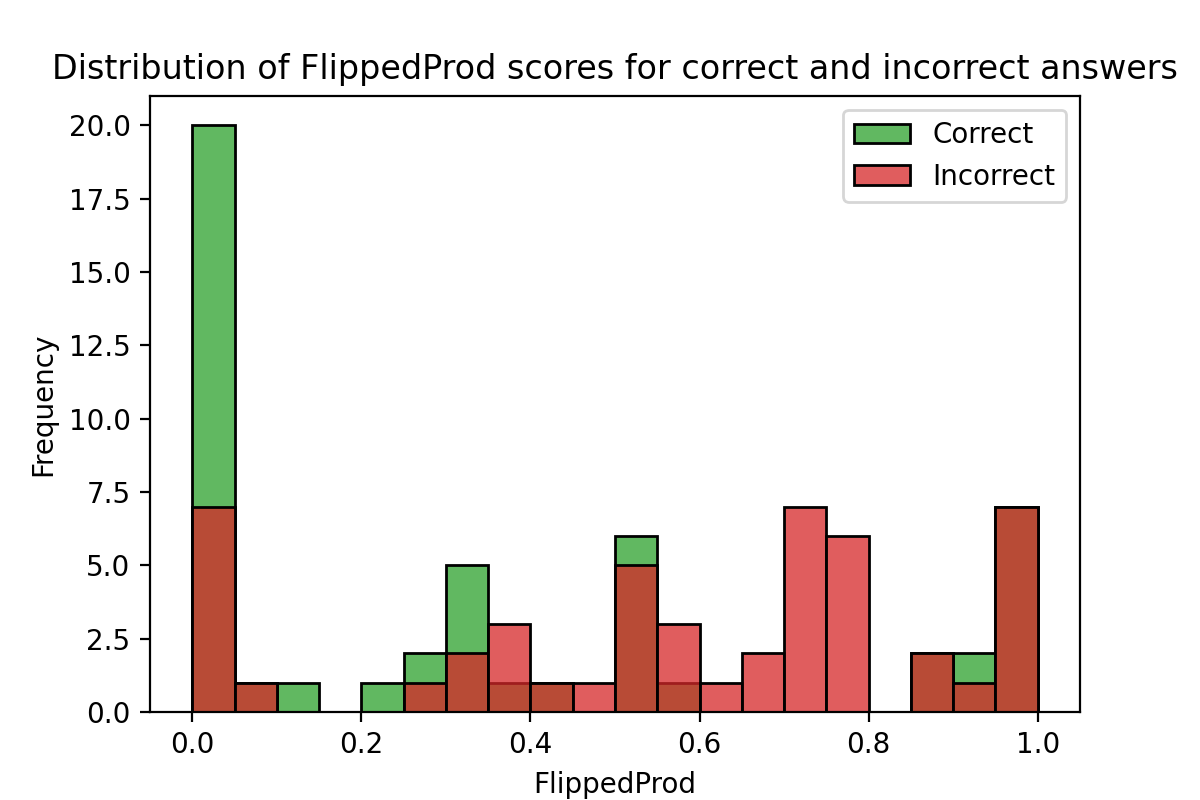 Distribution of FlippedProd scores for correct and incorrect answers
20.0
17.5
15.0
12.5
10.0
7.5
5.0
2.5
0.0
Frequency
Correct
Incorrect
0.0 0.2 0.4 0.6 0.8 1.0
FlippedProd